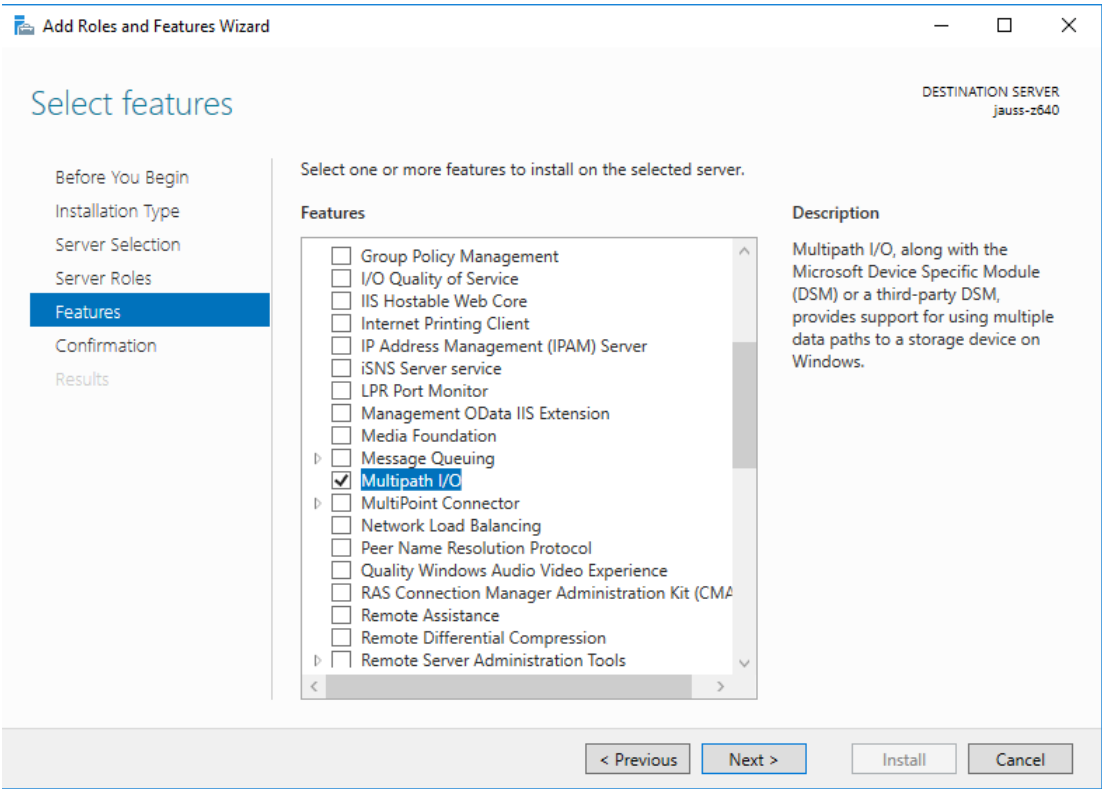 Add Roles and Features Wizard
Select features
DESTINATION SERVER
jauss-z640
Before You Begin
Installation Type
Server Selection
Server Roles
Features
Confirmation
Results
Select one or more features to install on the selected server.
Features
Group Policy Management
I/O Quality of Service
IIS Hostable Web Core
Internet Printing Client
IP Address Management (IPAM) Server
iSNS Server service
LPR Port Monitor
Management OData IIS Extension
Media Foundation
Message Queuing
Multipath I/O
MultiPoint Connector
Network Load Balancing
Peer Name Resolution Protocol
Quality Windows Audio Video Experience
RAS Connection Manager Administration Kit (CMA
Remote Assistance
Remote Differential Compression
Remote Server Administration Tools
Description
Multipath I/O, along with the
Microsoft Device Specific Module
(DSM) or a third-party DSM,
provides support for using multiple
data paths to a storage device on
Windows.
< Previous
Next >
Install
Cancel